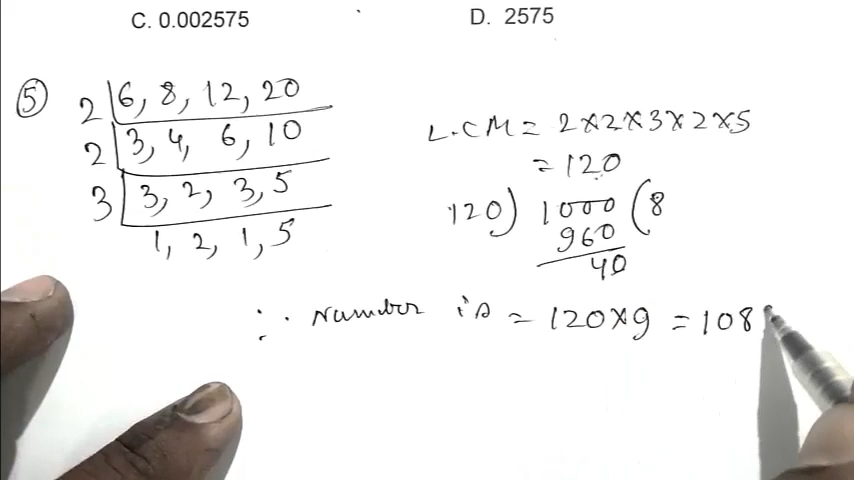 C. 0.002575 D. 2575
5
2 6, 8, 12, 20
2 3, 4, 6, 10
3 3, 2, 3, 5
1, 2, 1, 5
L.C M = 2×2×3×2×5
= 120
120) 1000 (8
960
40
∴ Number is = 120×9 = 108